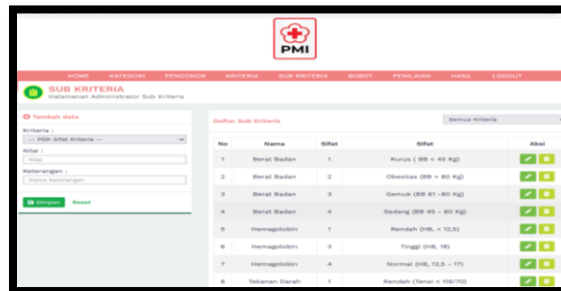 PMI
HOME KATEGORI PENDONOR KRITERIA SUB KRITERIA BOBOT PENILAIAN HASIL LOGOUT
SUB KRITERIA
Halamanan Administrator Sub Kriteria
Tambah data
Kriteria :
--- Pilih Sifat Kriteria ---
Nilai :
Nilai
Keterangan :
Nama keterangan
Simpan Reset
Daftar Sub Kriteria Semua Kriteria
No Nama Sifat Sifat Aksi
1 Berat Badan 1 Kurus ( BB < 45 Kg)
2 Berat Badan 2 Obesitas (BB > 80 Kg)
3 Berat Badan 3 Gemuk (BB 61 -80 Kg)
4 Berat Badan 4 Sedang (BB 45 - 60 Kg)
5 Hemagolobin 1 Rendah (HB, < 12,5)
6 Hemagolobin 3 Tinggi (HB, 18)
7 Hemagolobin 4 Normal (HB, 12,5 - 17)
8 Tekanan Darah 1 Rendah (Tensi < 119/70)